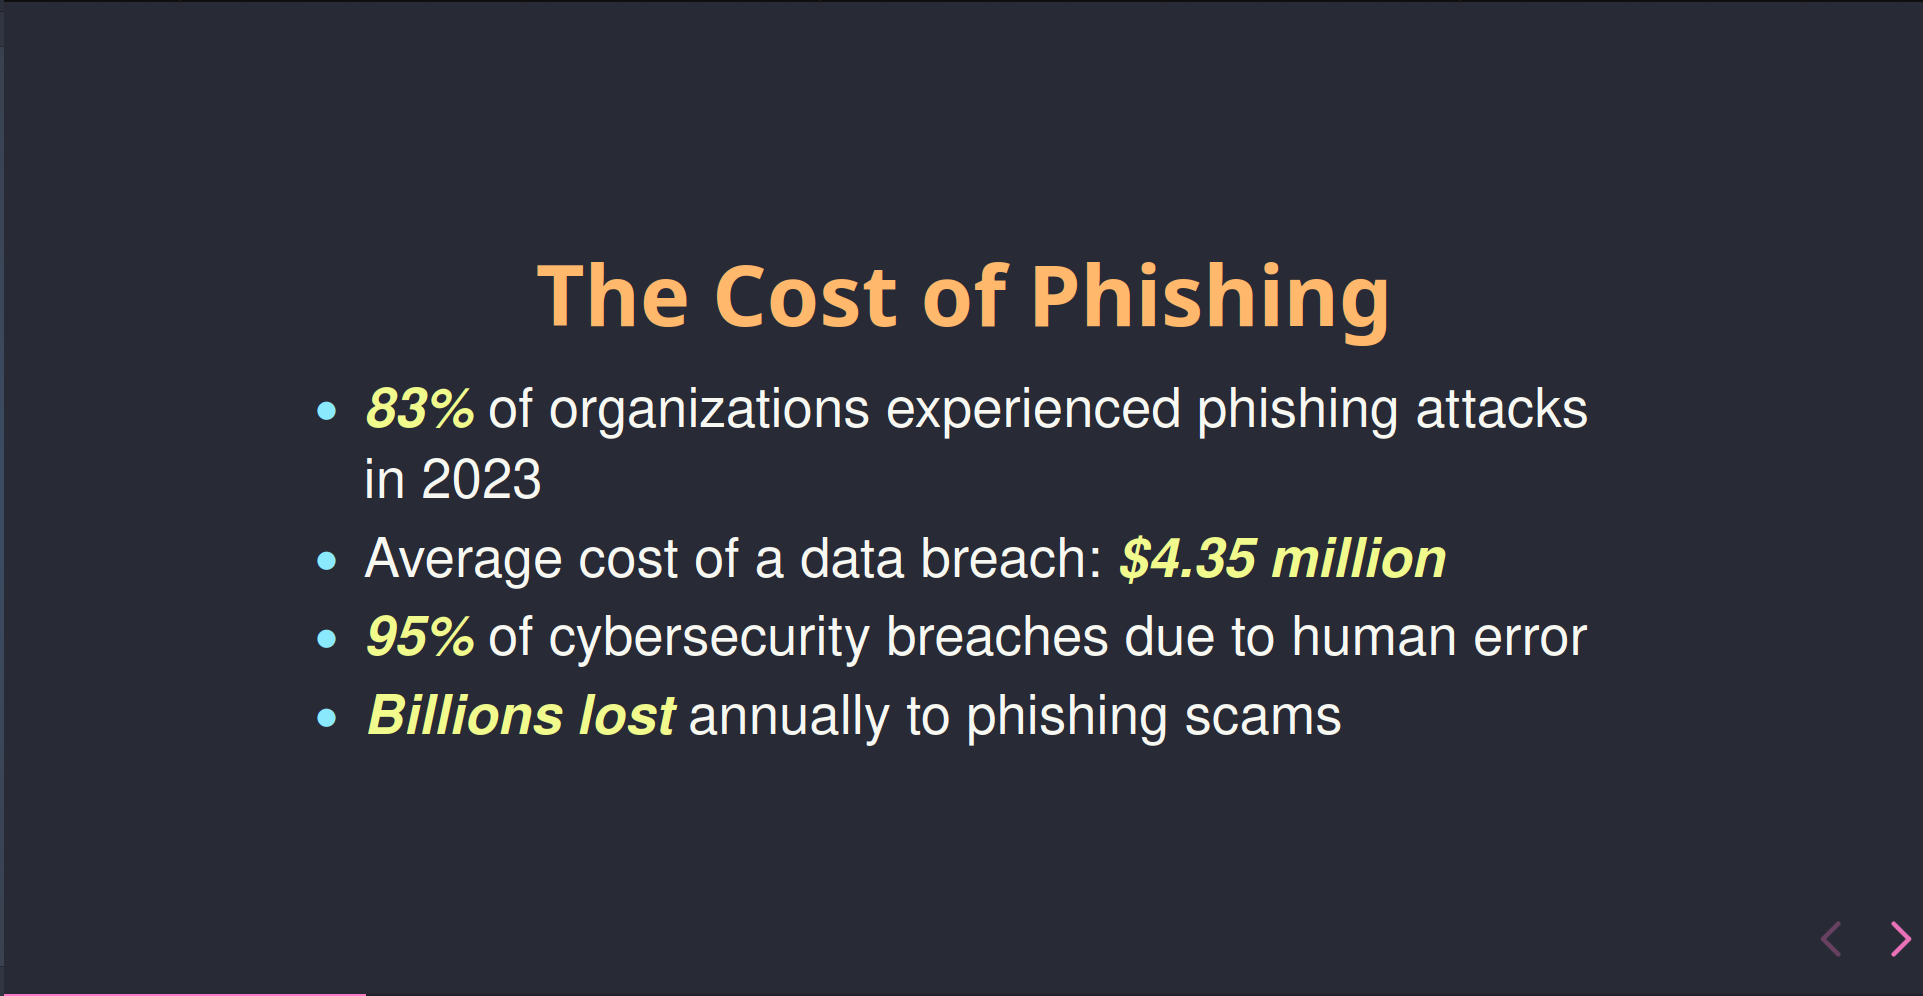 The Cost of Phishing
83% of organizations experienced phishing attacks
in 2023
Average cost of a data breach: $4.35 million
95% of cybersecurity breaches due to human error
Billions lost annually to phishing scams